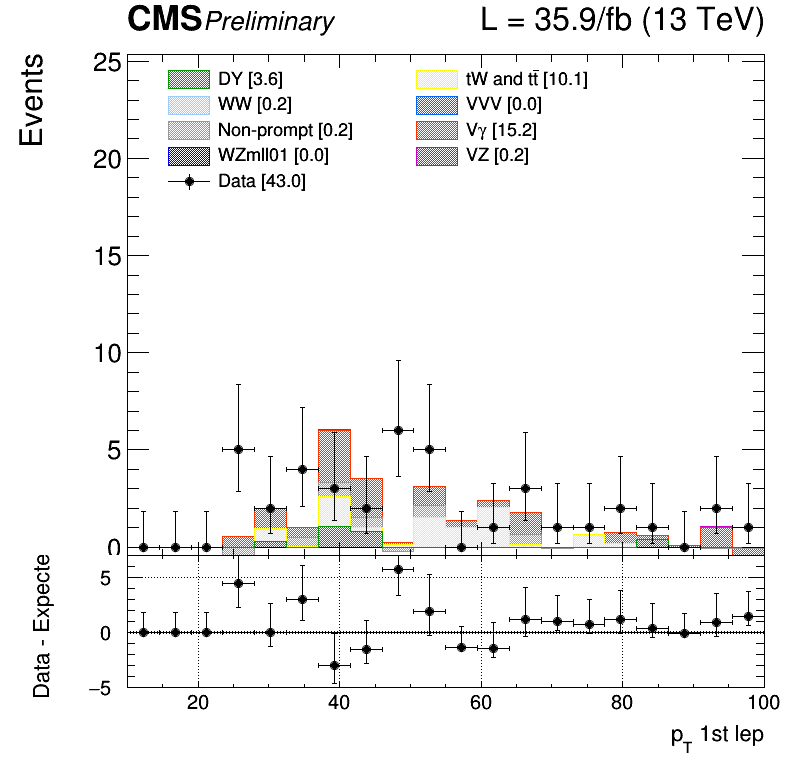 CMS Preliminary L = 35.9/fb (13 TeV)
Events
25
20
15
10
5
0
DY [3.6]
WW [0.2]
Non-prompt [0.2]
WZmll01 [0.0]
Data [43.0]
tW and tt̄ [10.1]
VVV [0.0]
Vγ [15.2]
VZ [0.2]
Data - Expecte
5
0
−5
20 40 60 80 100
p_T 1st lep